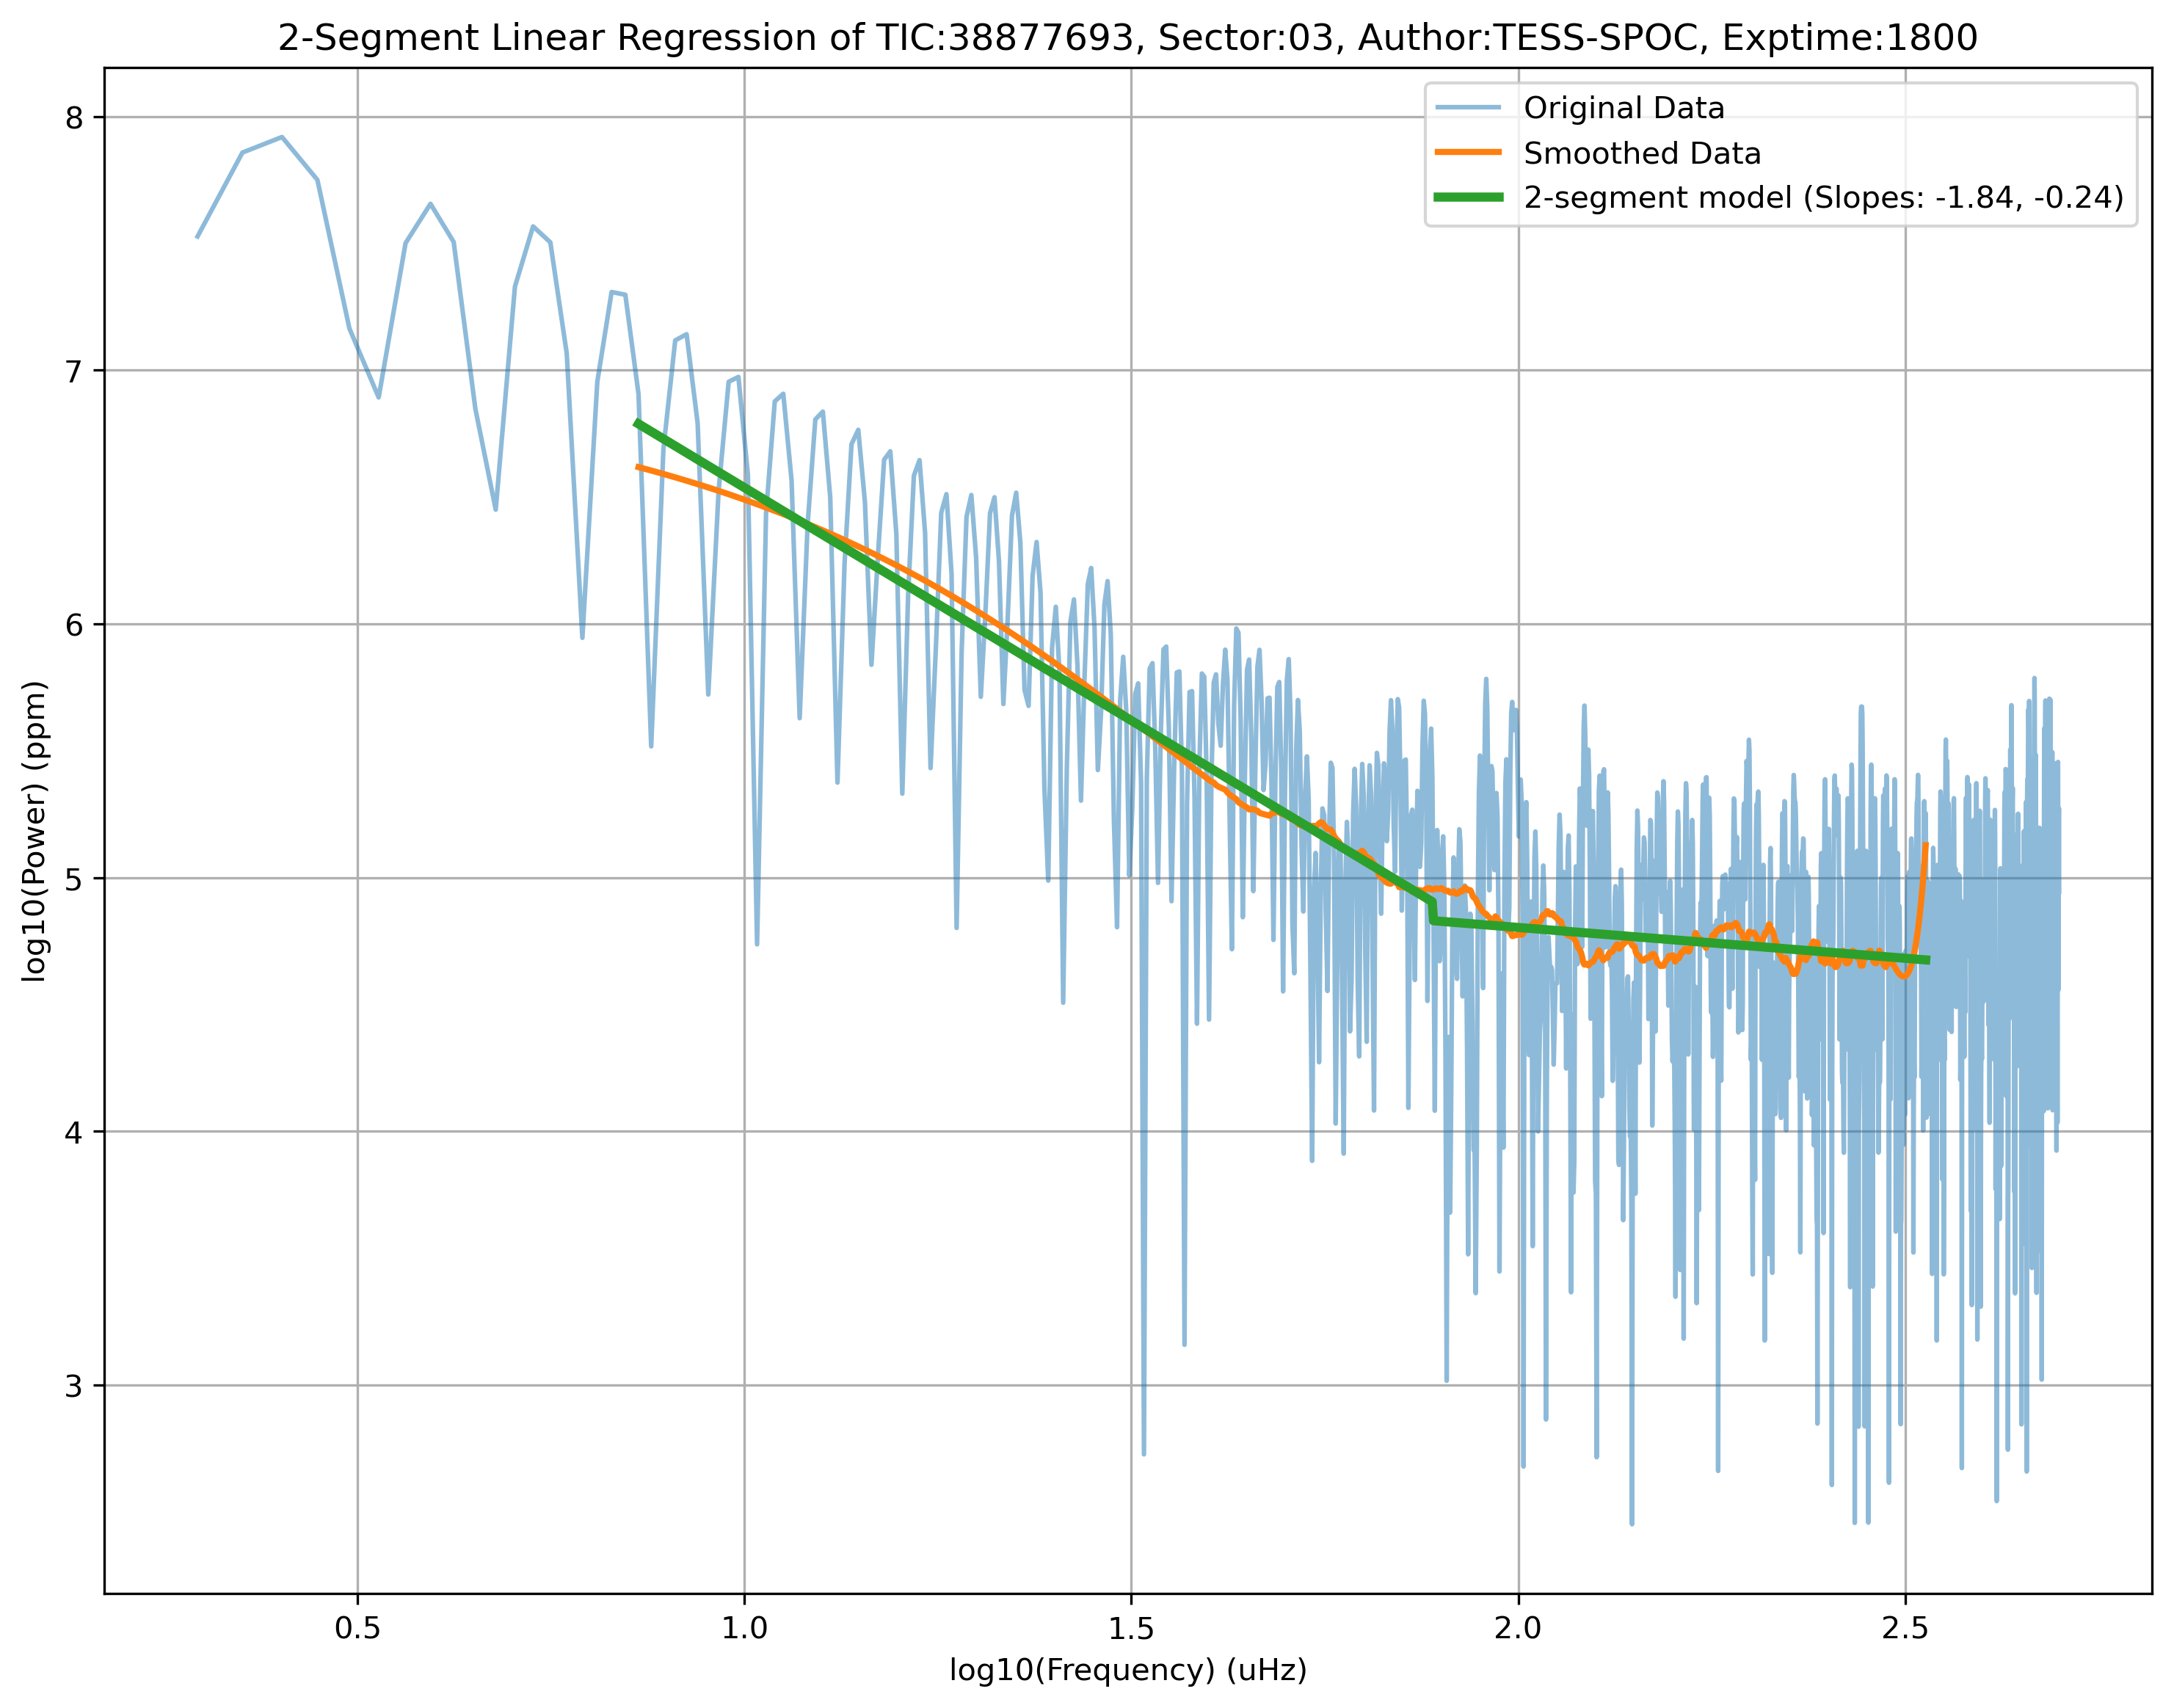 2-Segment Linear Regression of TIC:38877693, Sector:03, Author:TESS-SPOC, Exptime:1800
Original Data
Smoothed Data
2-segment model (Slopes: -1.84, -0.24)
log10(Power) (ppm)
8
7
6
5
4
3
0.5 1.0 1.5 2.0 2.5
log10(Frequency) (uHz)